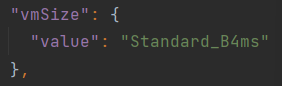 "vmSize": {
  "value": "Standard_B4ms"
},